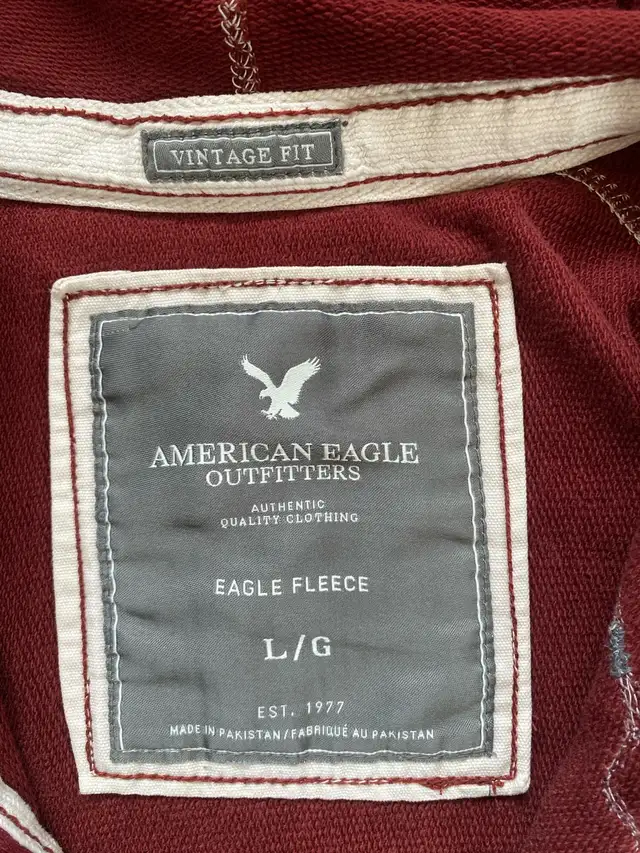 VINTAGE FIT
AMERICAN EAGLE
OUTFITTERS
AUTHENTIC
QUALITY CLOTHING
EAGLE FLEECE
L/G
EST. 1977
MADE IN PAKISTAN/FABRIQUÉ AU PAKISTAN